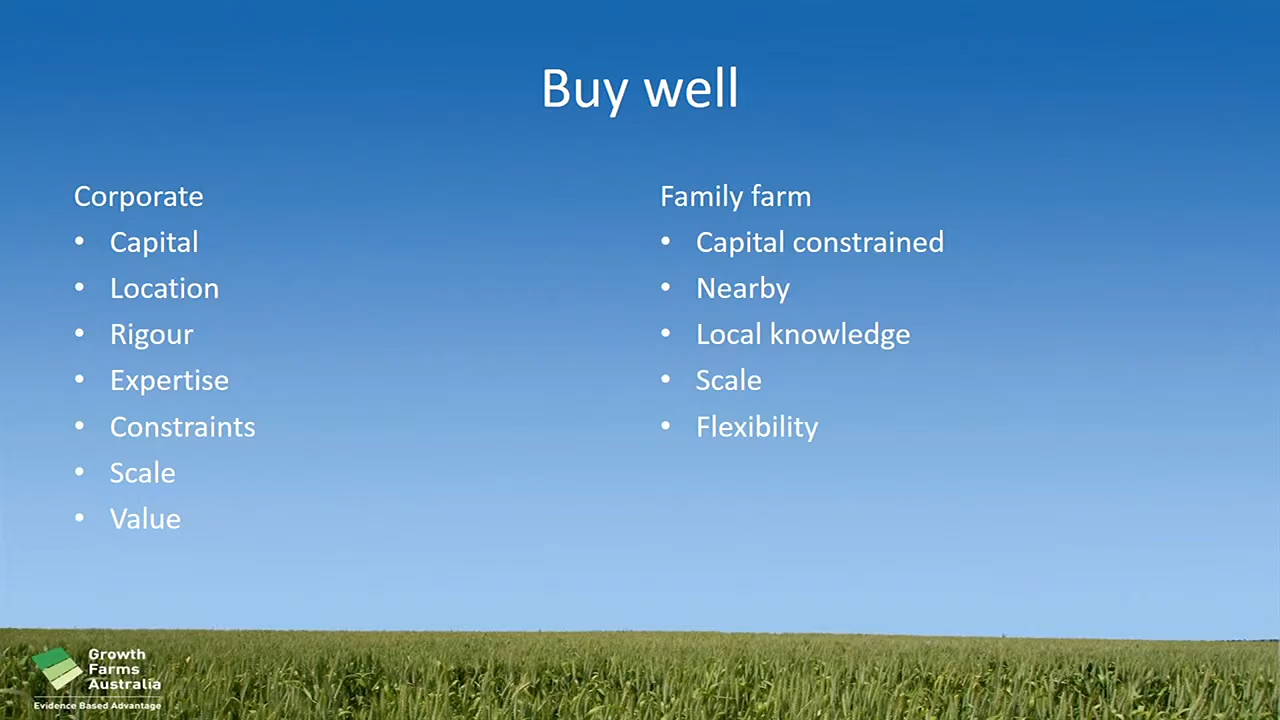 Buy well
Corporate
• Capital
• Location
• Rigour
• Expertise
• Constraints
• Scale
• Value
Family farm
• Capital constrained
• Nearby
• Local knowledge
• Scale
• Flexibility
Growth
Farms
Australia
Evidence Based Advantage